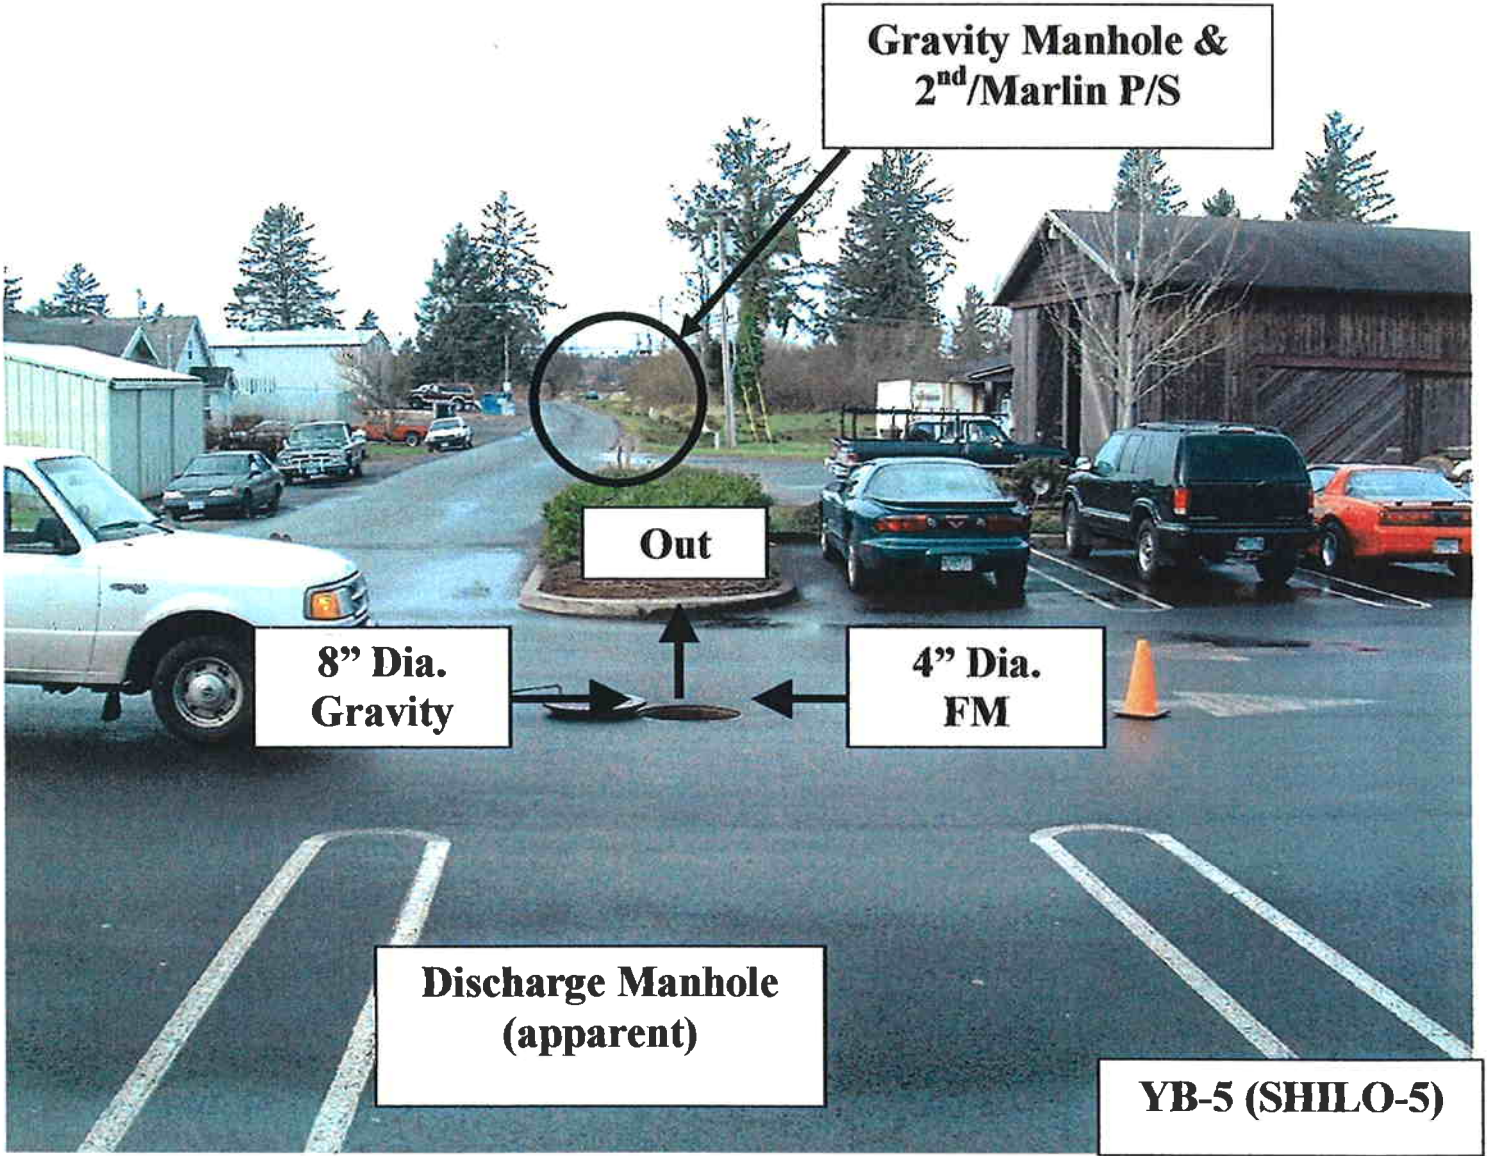 Gravity Manhole &
2nd/Marlin P/S
Out
8” Dia.
Gravity
4” Dia.
FM
Discharge Manhole
(apparent)
YB-5 (SHILO-5)